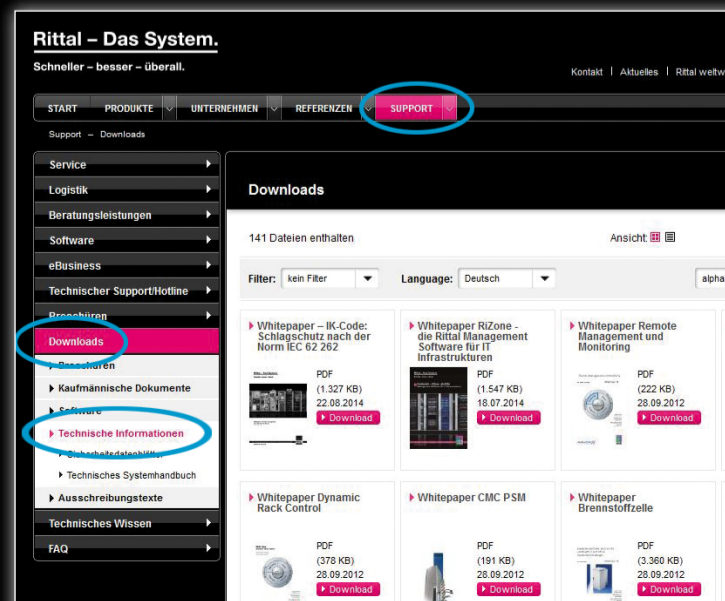 Rittal – Das System.
Schneller – besser – überall.
Kontakt | Aktuelles | Rittal weltw
START PRODUKTE UNTERNEHMEN REFERENZEN SUPPORT
Support – Downloads
Service
Logistik
Beratungsleistungen
Software
eBusiness
Technischer Support/Hotline
Broschüren
Downloads
Broschüren
Kaufmännische Dokumente
Software
Technische Informationen
Sicherheitsdatenblätter
Technisches Systemhandbuch
Ausschreibungstexte
Technisches Wissen
FAQ
Downloads
141 Dateien enthalten
Ansicht:
Filter: kein Filter Language: Deutsch alpha
Whitepaper – IK-Code:
Schlagschutz nach der
Norm IEC 62 262
PDF
(1.327 KB)
22.08.2014
Download
Whitepaper RiZone -
die Rittal Management
Software für IT
Infrastrukturen
PDF
(1.547 KB)
18.07.2014
Download
Whitepaper Remote
Management und
Monitoring
PDF
(222 KB)
28.09.2012
Download
Whitepaper Dynamic
Rack Control
PDF
(378 KB)
28.09.2012
Download
Whitepaper CMC PSM
PDF
(191 KB)
28.09.2012
Download
Whitepaper
Brennstoffzelle
PDF
(3.360 KB)
28.09.2012
Download